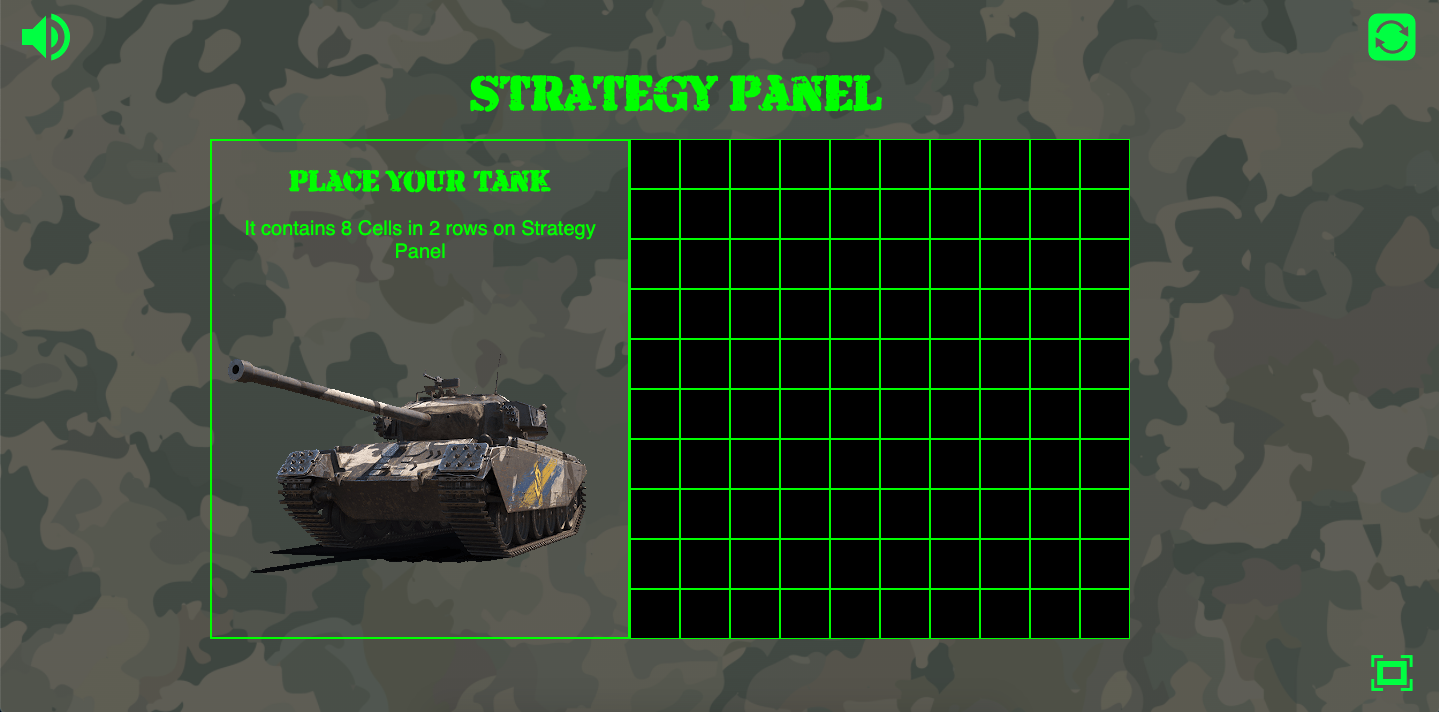 STRATEGY PANEL
PLACE YOUR TANK
It contains 8 Cells in 2 rows on Strategy
Panel